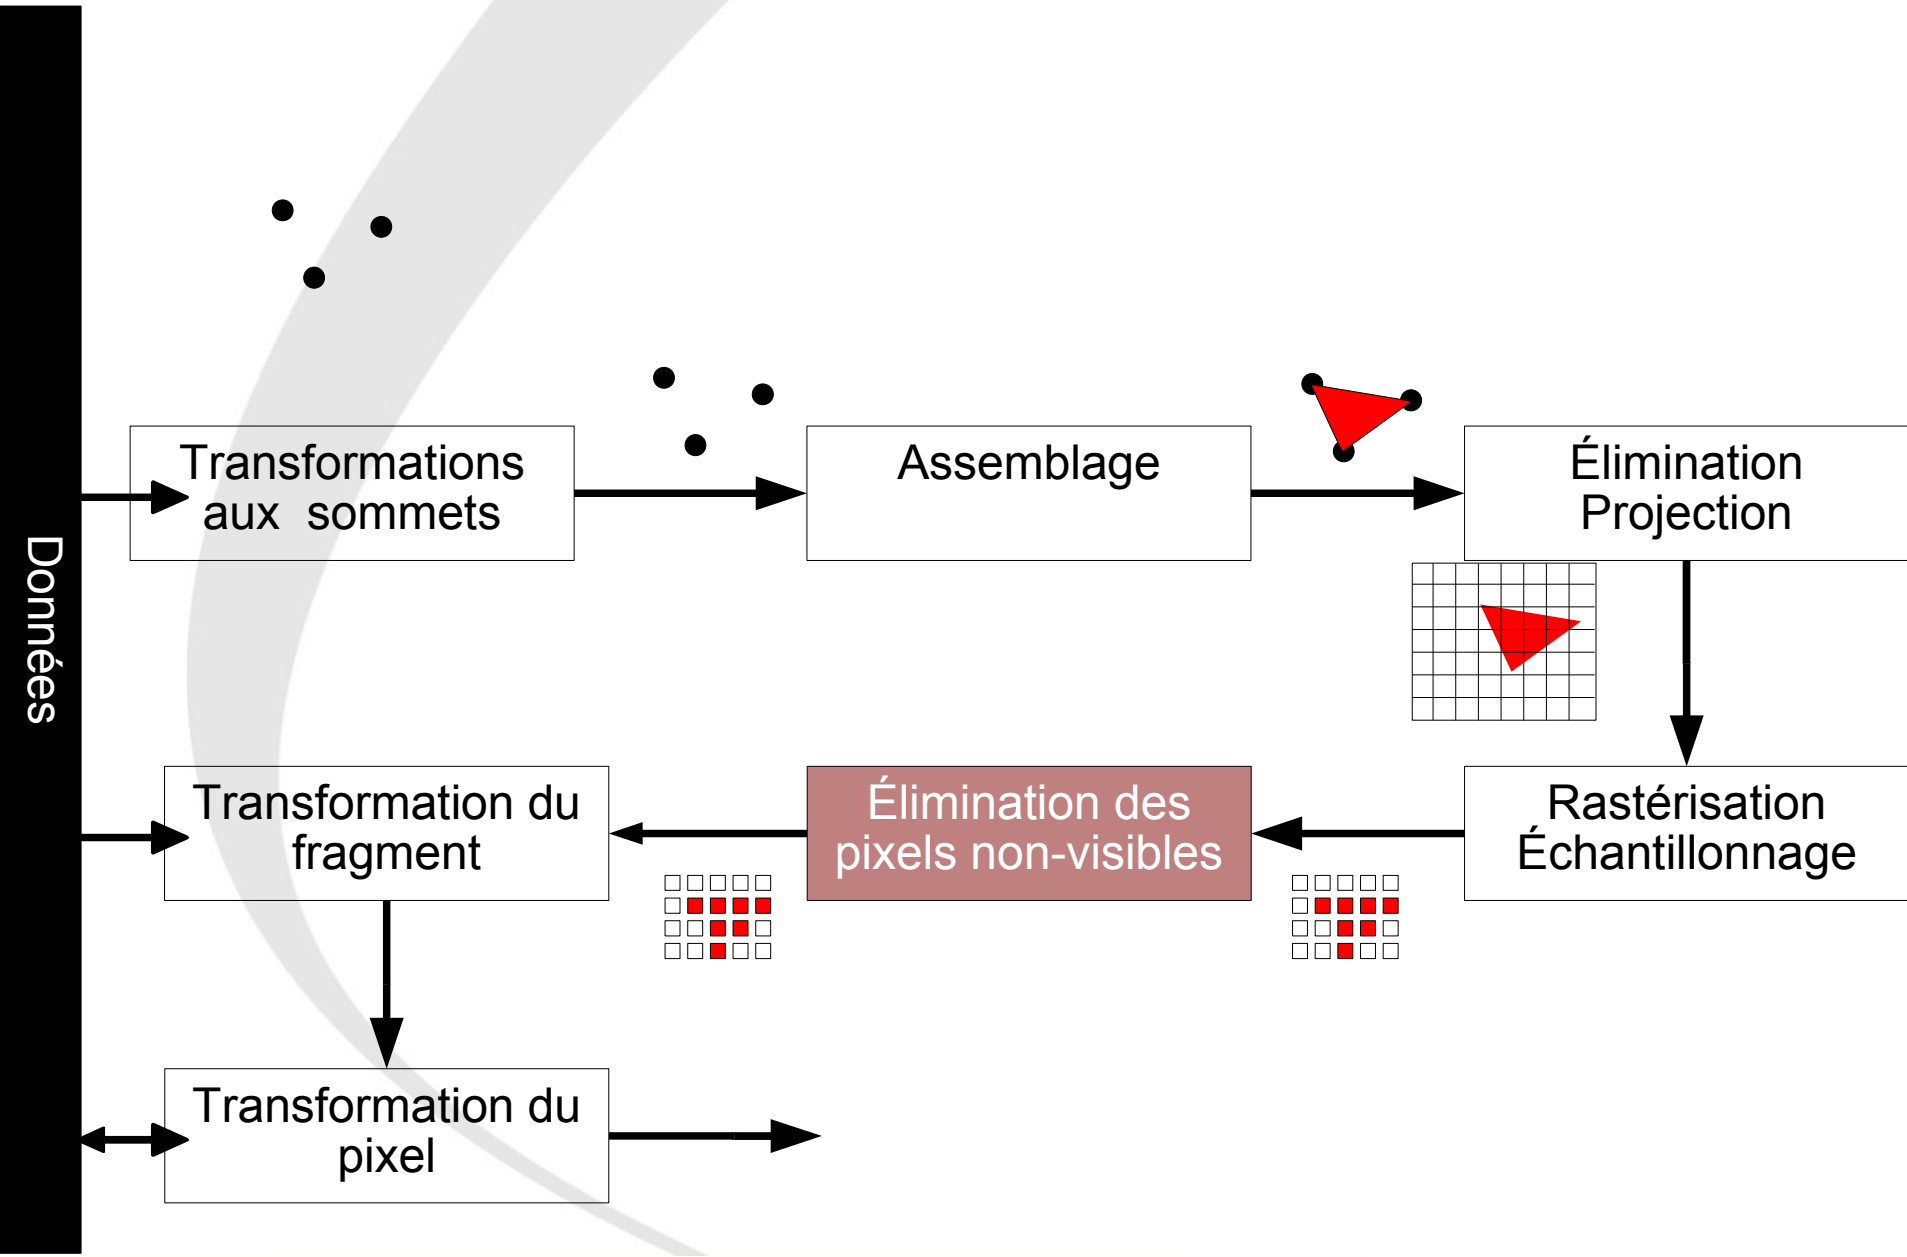 Données
Transformations
aux sommets
Assemblage
Élimination
Projection
Transformation du
fragment
Élimination des
pixels non-visibles
Rastérisation
Échantillonnage
Transformation du
pixel